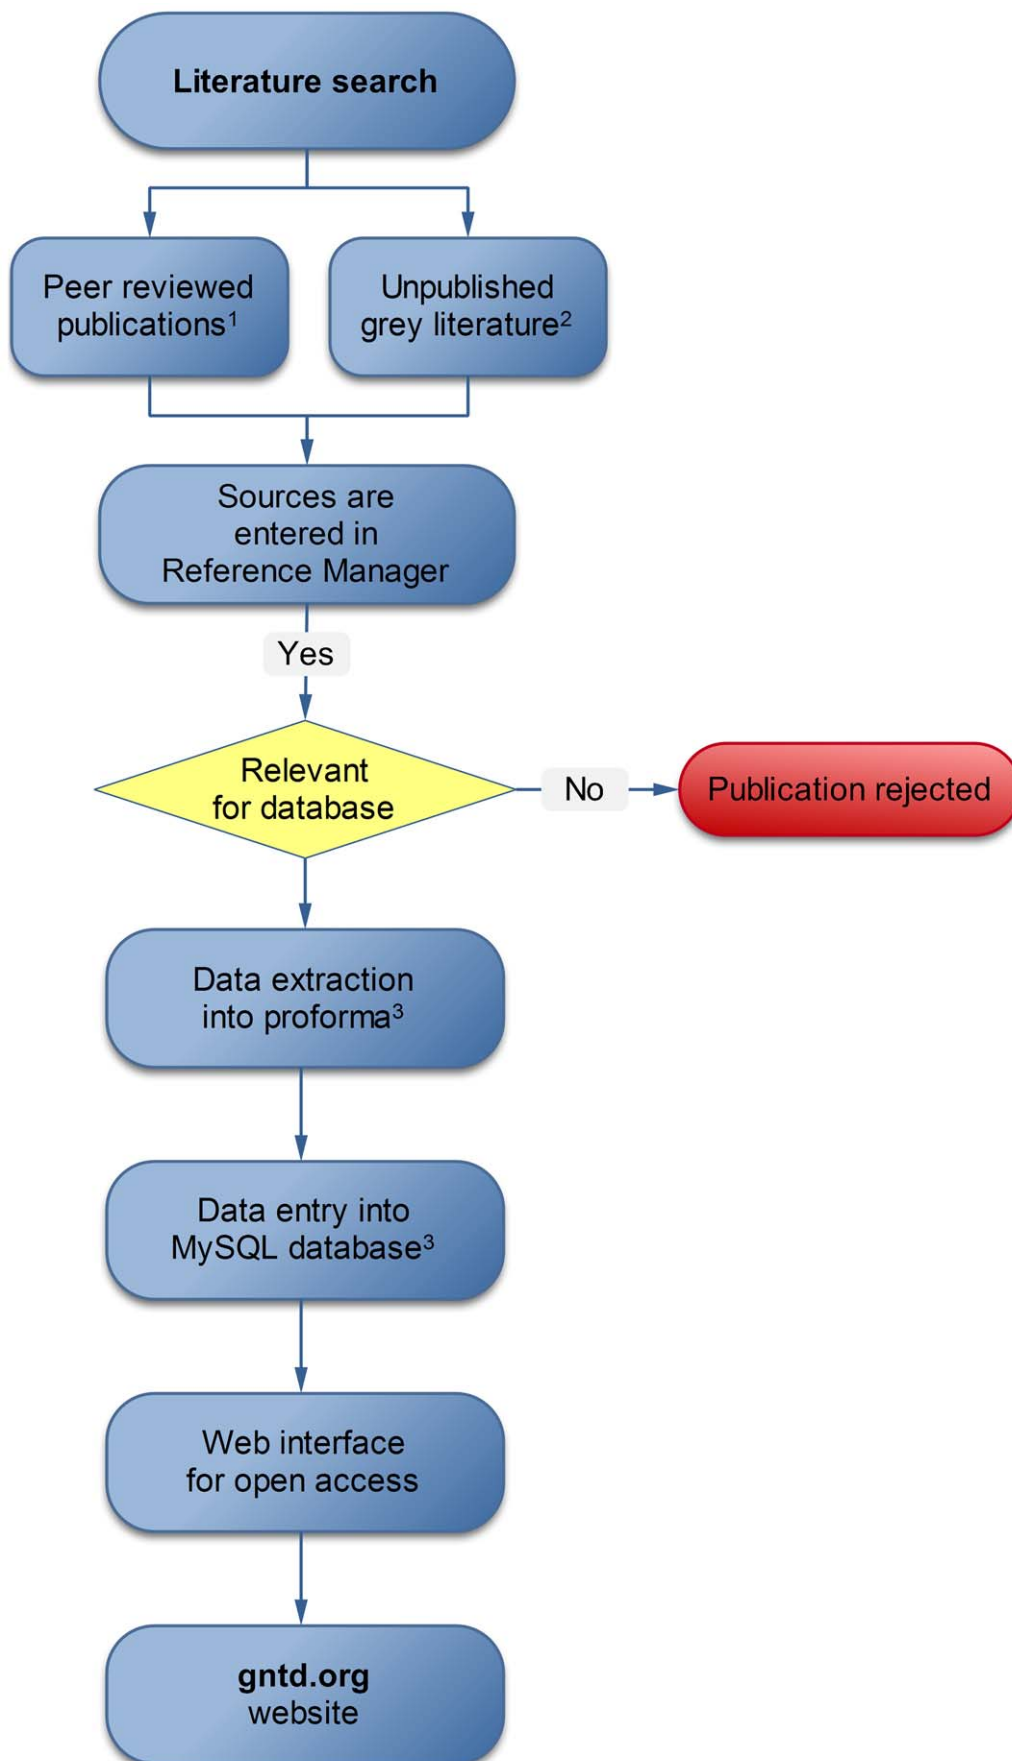 Literature search
Peer reviewed
publications¹
Unpublished
grey literature²
Sources are
entered in
Reference Manager
Yes
Relevant
for database
No
Publication rejected
Data extraction
into proforma³
Data entry into
MySQL database³
Web interface
for open access
gntd.org
website